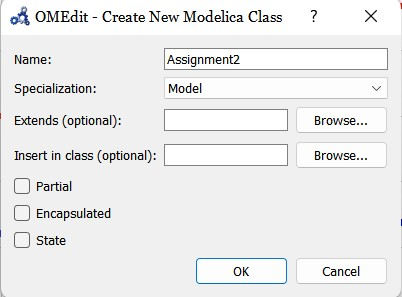 OMEdit - Create New Modelica Class
Name: Assignment2
Specialization: Model
Extends (optional): Browse...
Insert in class (optional): Browse...
Partial
Encapsulated
State
OK Cancel